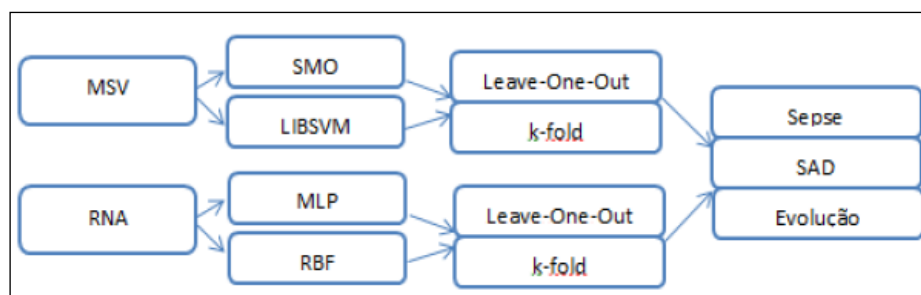 MSV
SMO
LIBSVM
Leave-One-Out
k-fold
RNA
MLP
RBF
Leave-One-Out
k-fold
Sepse
SAD
Evolução